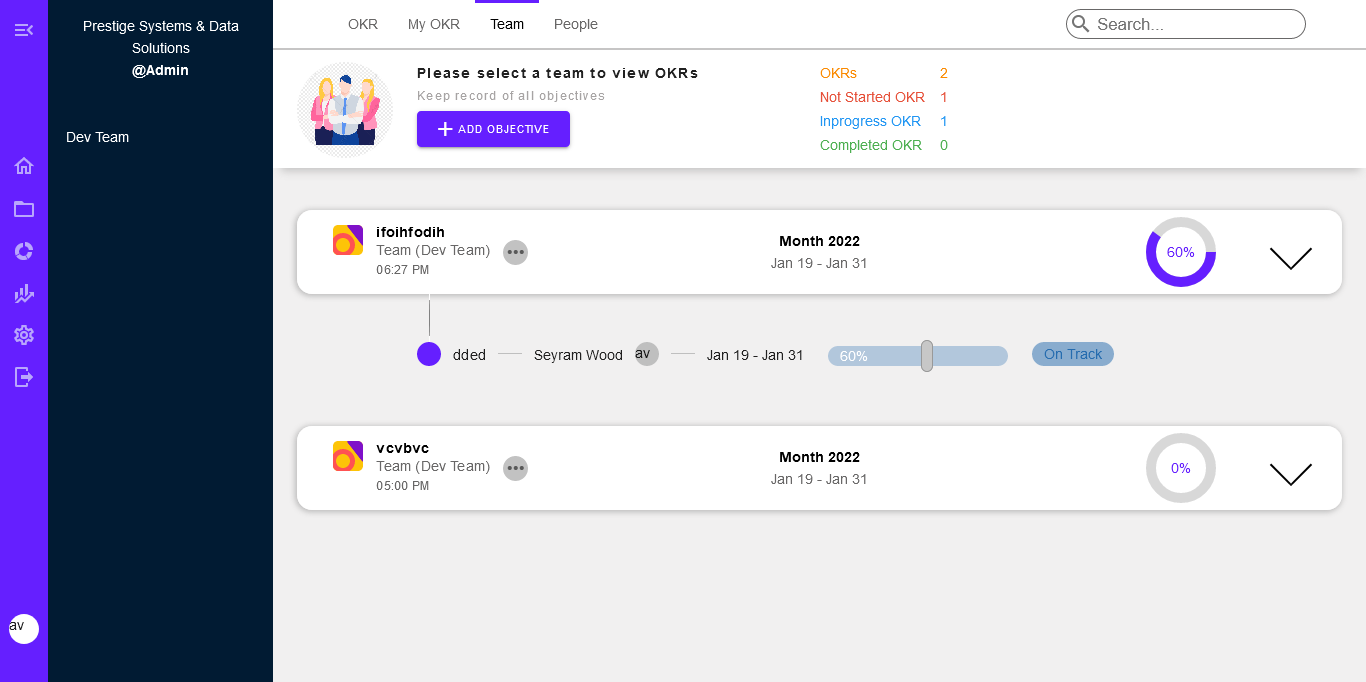 Prestige Systems & Data
Solutions
@Admin
Dev Team
av
OKR My OKR Team People
Search...
Please select a team to view OKRs
Keep record of all objectives
ADD OBJECTIVE
OKRs 2
Not Started OKR 1
Inprogress OKR 1
Completed OKR 0
ifoihfodih
Team (Dev Team)
06:27 PM
Month 2022
Jan 19 - Jan 31
60%
dded Seyram Wood av Jan 19 - Jan 31 60% On Track
vcvbvc
Team (Dev Team)
05:00 PM
Month 2022
Jan 19 - Jan 31
0%